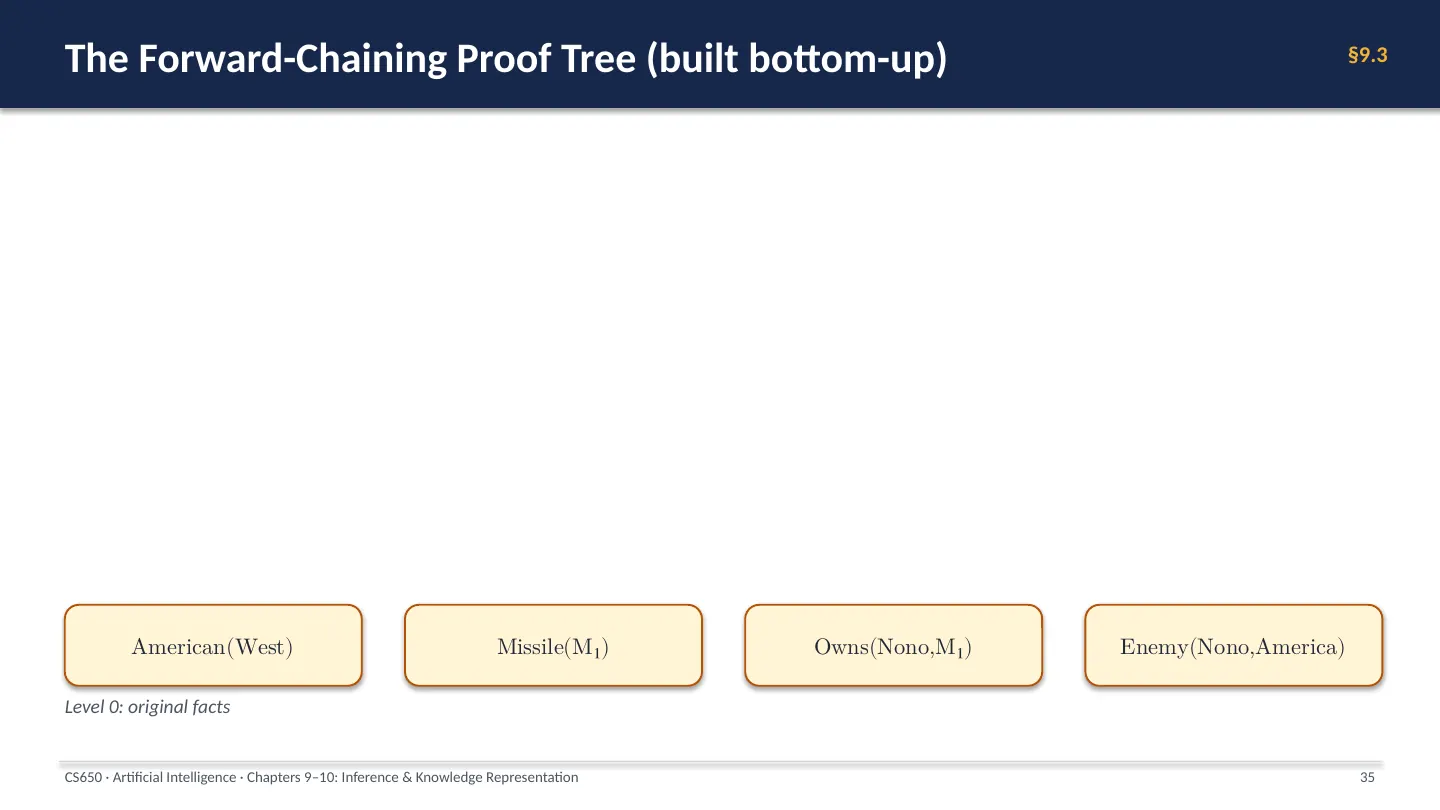 The Forward-Chaining Proof Tree (built bottom-up)
§9.3
American(West)
Missile(M₁)
Owns(Nono,M₁)
Enemy(Nono,America)
Level 0: original facts
CS650 · Artificial Intelligence · Chapters 9–10: Inference & Knowledge Representation
35